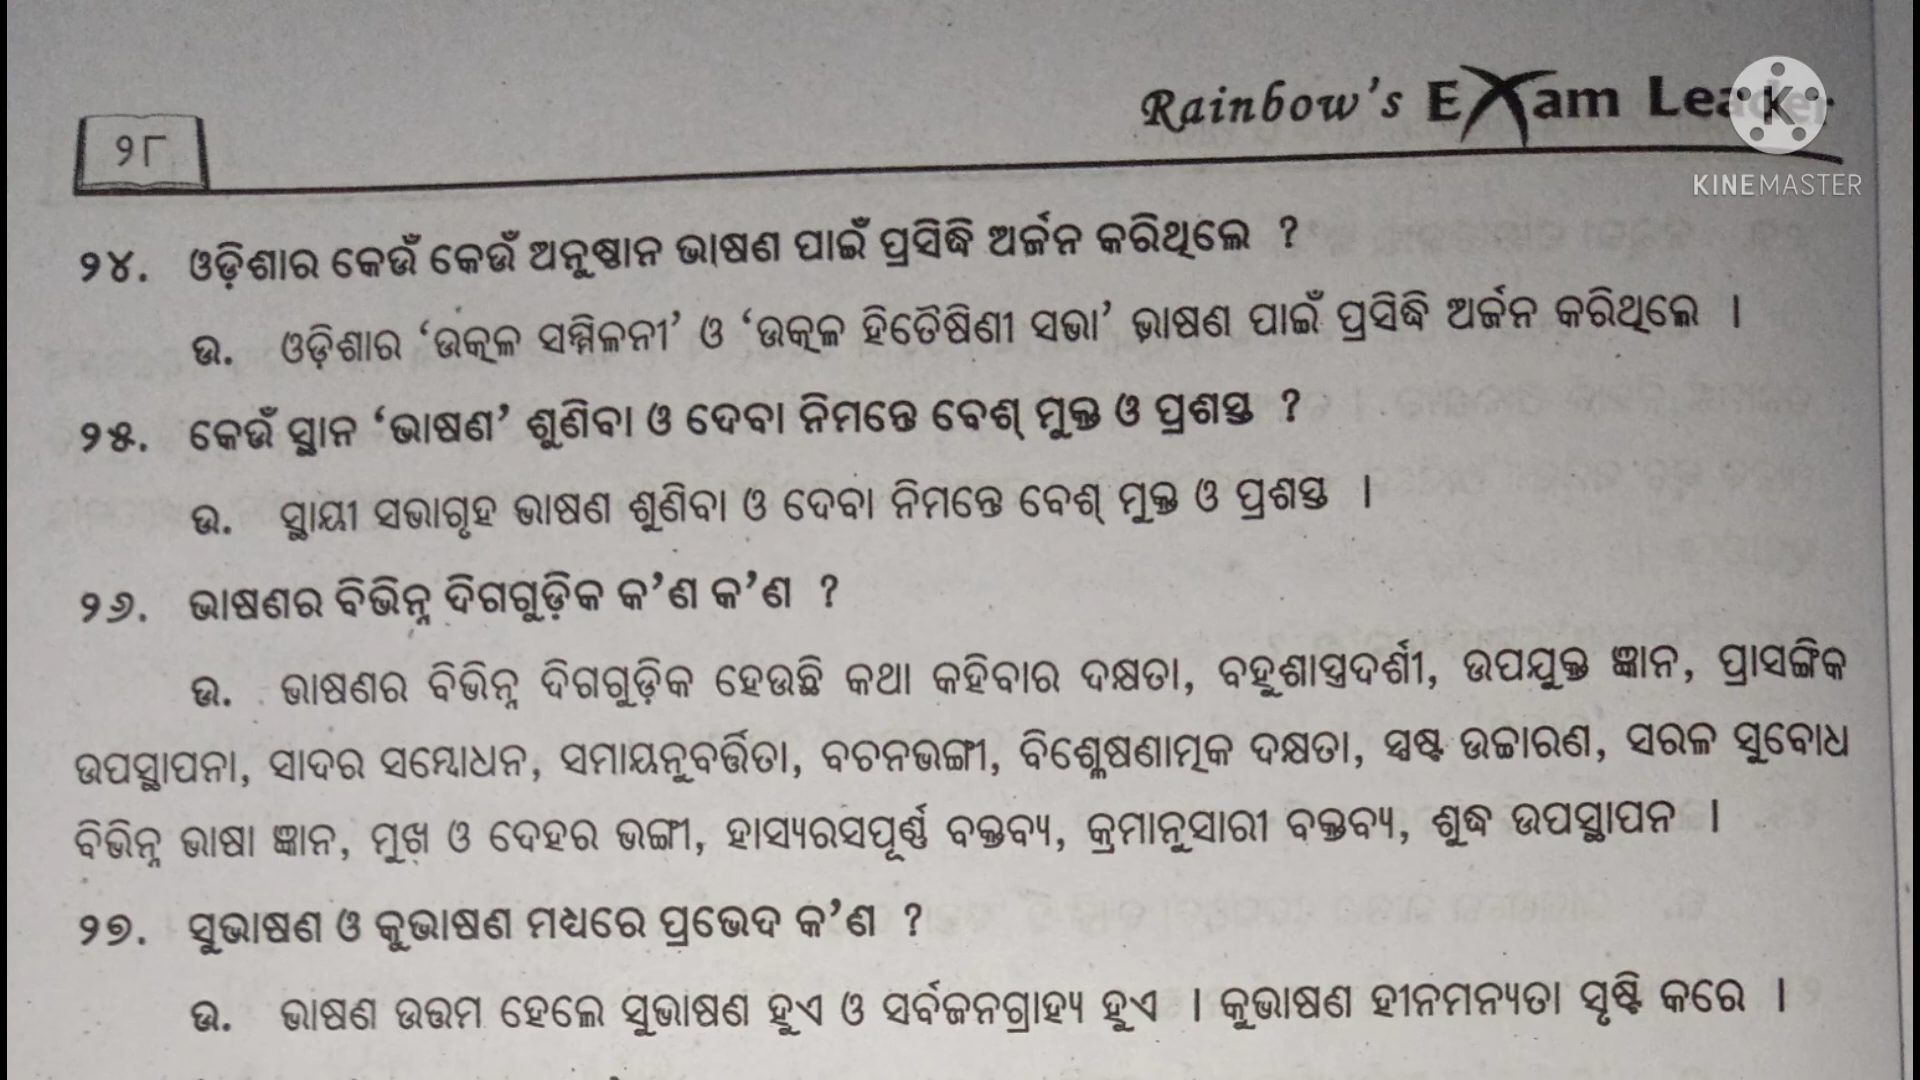 Rainbow's Exam Leader
୨୮
KINEMASTER
୨୪. ଓଡ଼ିଶାର କେଉଁ କେଉଁ ଅନୁଷ୍ଠାନ ଭାଷଣ ପାଇଁ ପ୍ରସିଦ୍ଧି ଅର୍ଜନ କରିଥିଲେ ?
ଉ. ଓଡ଼ିଶାର ‘ଉତ୍କଳ ସମ୍ମିଳନୀ’ ଓ ‘ଉତ୍କଳ ହିତୈଷିଣୀ ସଭା’ ଭାଷଣ ପାଇଁ ପ୍ରସିଦ୍ଧି ଅର୍ଜନ କରିଥିଲେ ।
୨୫. କେଉଁ ସ୍ଥାନ ‘ଭାଷଣ’ ଶୁଣିବା ଓ ଦେବା ନିମନ୍ତେ ବେଶ୍ ମୁକ୍ତ ଓ ପ୍ରଶସ୍ତ ?
ଉ. ସ୍ଥାୟୀ ସଭାଗୃହ ଭାଷଣ ଶୁଣିବା ଓ ଦେବା ନିମନ୍ତେ ବେଶ୍ ମୁକ୍ତ ଓ ପ୍ରଶସ୍ତ ।
୨୬. ଭାଷଣର ବିଭିନ୍ନ ଦିଗଗୁଡ଼ିକ କ’ଣ କ’ଣ ?
ଉ. ଭାଷଣର ବିଭିନ୍ନ ଦିଗଗୁଡ଼ିକ ହେଉଛି କଥା କହିବାର ଦକ୍ଷତା, ବହୁଶାସ୍ତ୍ରଦର୍ଶୀ, ଉପଯୁକ୍ତ ଜ୍ଞାନ, ପ୍ରାସଙ୍ଗିକ
ଉପସ୍ଥାପନା, ସାଦର ସମ୍ବୋଧନ, ସମାୟନୁବର୍ତ୍ତିତା, ବଚନଭଙ୍ଗୀ, ବିଶ୍ଳେଷଣାତ୍ମକ ଦକ୍ଷତା, ସ୍ପଷ୍ଟ ଉଚ୍ଚାରଣ, ସରଳ ସୁବୋଧ
ବିଭିନ୍ନ ଭାଷା ଜ୍ଞାନ, ମୁଖ ଓ ଦେହର ଭଙ୍ଗୀ, ହାସ୍ୟରସପୂର୍ଣ୍ଣ ବକ୍ତବ୍ୟ, କ୍ରମାନୁସାରୀ ବକ୍ତବ୍ୟ, ଶୁଦ୍ଧ ଉପସ୍ଥାପନ ।
୨୭. ସୁଭାଷଣ ଓ କୁଭାଷଣ ମଧ୍ୟରେ ପ୍ରଭେଦ କ’ଣ ?
ଉ. ଭାଷଣ ଉତ୍ତମ ହେଲେ ସୁଭାଷଣ ହୁଏ ଓ ସର୍ବଜନଗ୍ରାହ୍ୟ ହୁଏ । କୁଭାଷଣ ହୀନମନ୍ୟତା ସୃଷ୍ଟି କରେ ।